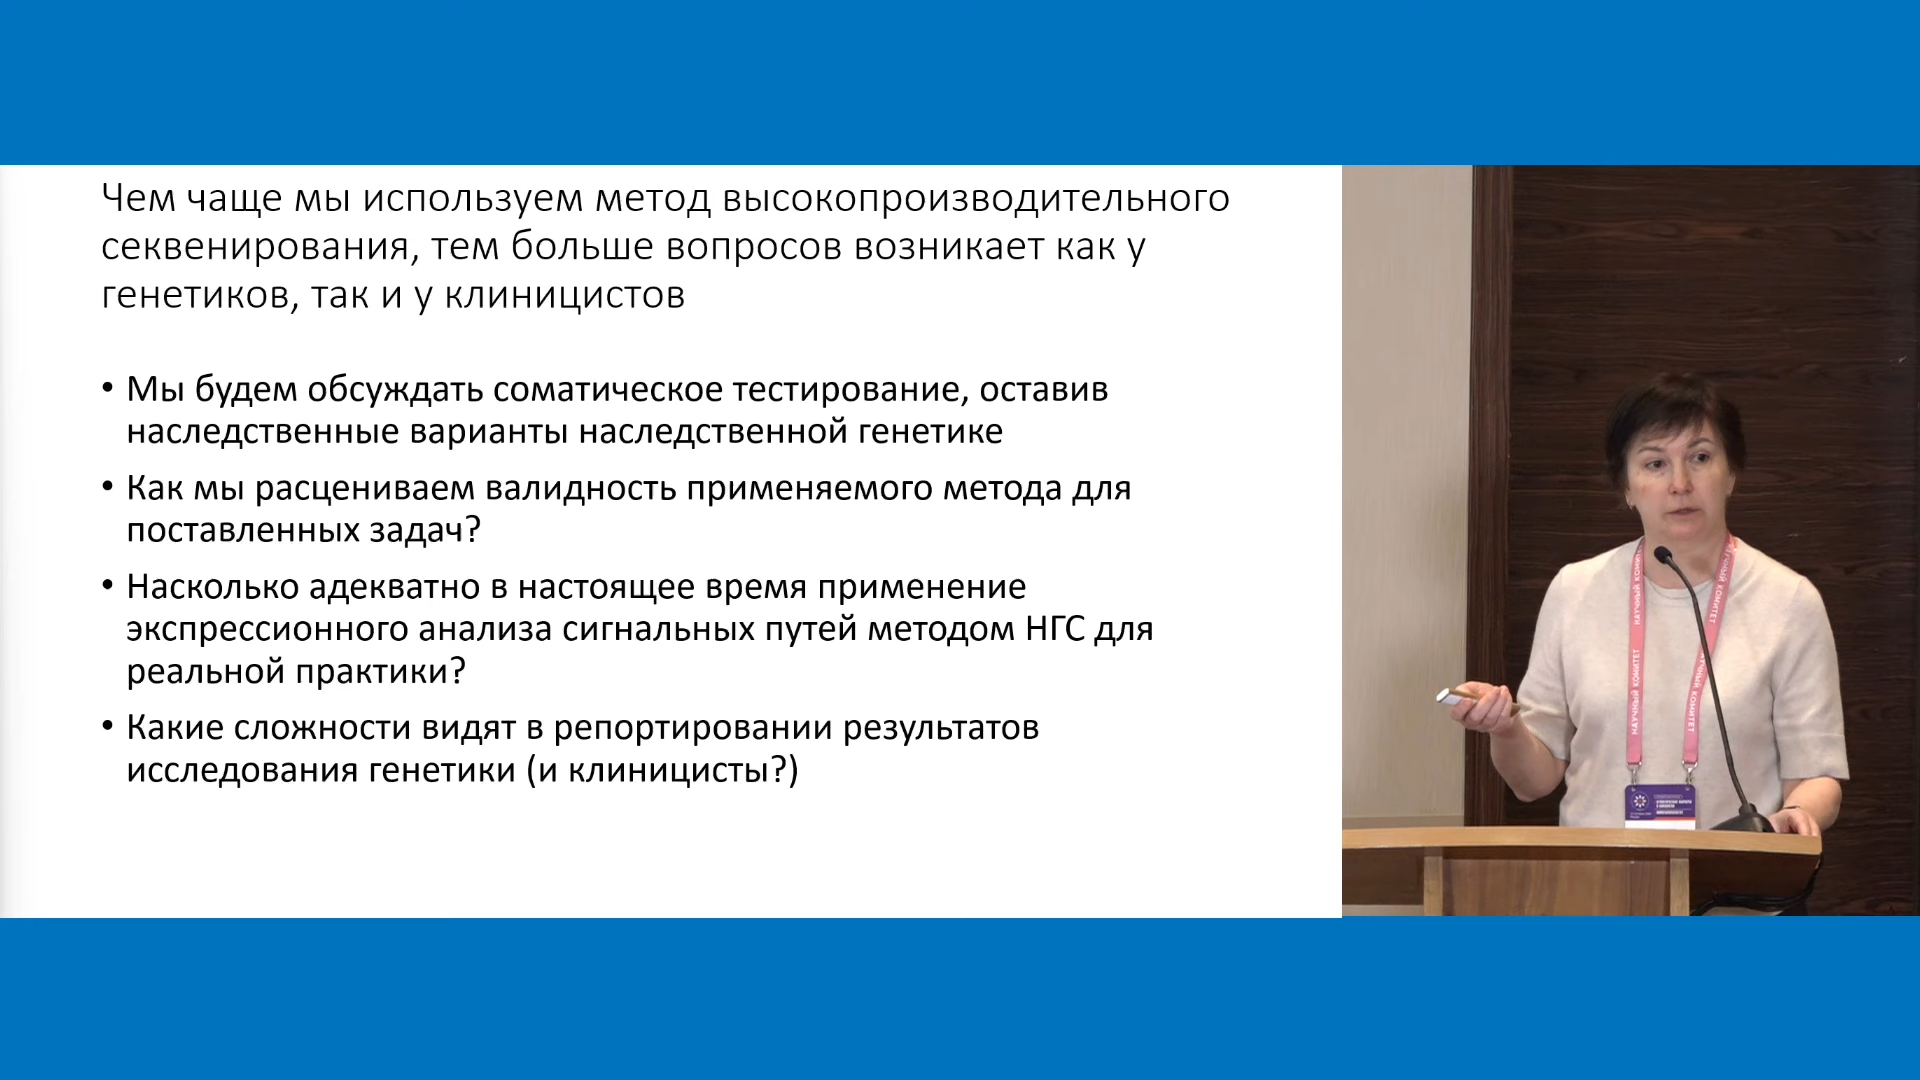 Чем чаще мы используем метод высокопроизводительного
секвенирования, тем больше вопросов возникает как у
генетиков, так и у клиницистов
• Мы будем обсуждать соматическое тестирование, оставив
наследственные варианты наследственной генетике
• Как мы расцениваем валидность применяемого метода для
поставленных задач?
• Насколько адекватно в настоящее время применение
экспрессионного анализа сигнальных путей методом НГС для
реальной практики?
• Какие сложности видят в репортировании результатов
исследования генетики (и клиницисты?)
НАУЧНЫЙ КОМИТЕТ